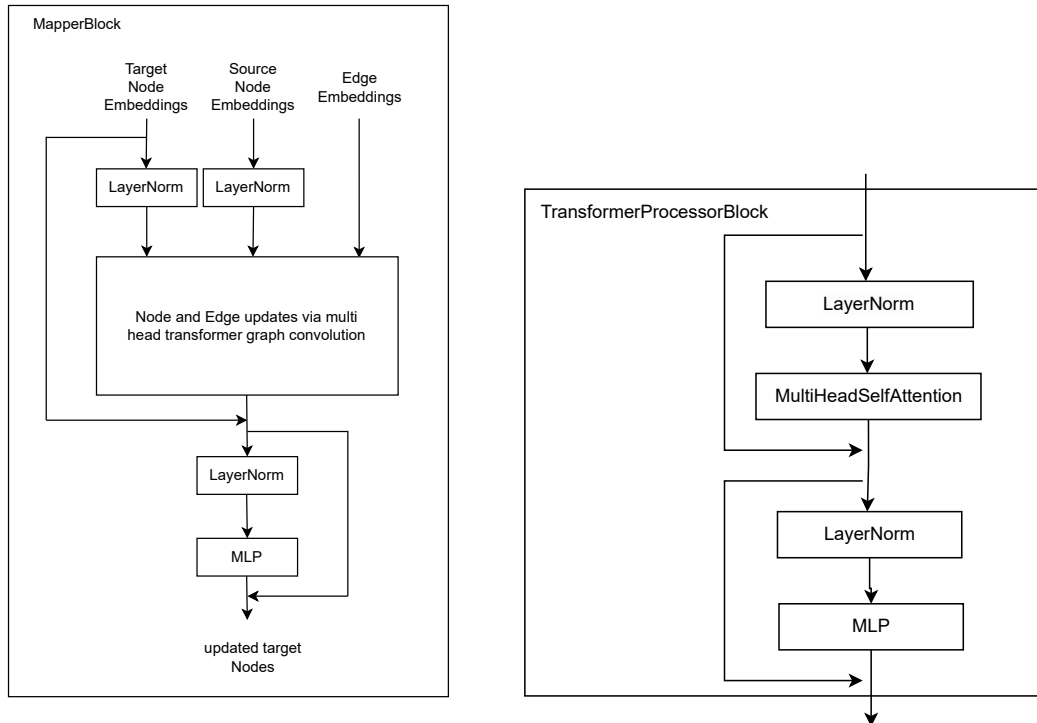 MapperBlock
Target
Node
Embeddings
Source
Node
Embeddings
Edge
Embeddings
LayerNorm
LayerNorm
Node and Edge updates via multi
head transformer graph convolution
LayerNorm
MLP
updated target
Nodes
TransformerProcessorBlock
LayerNorm
MultiHeadSelfAttention
LayerNorm
MLP